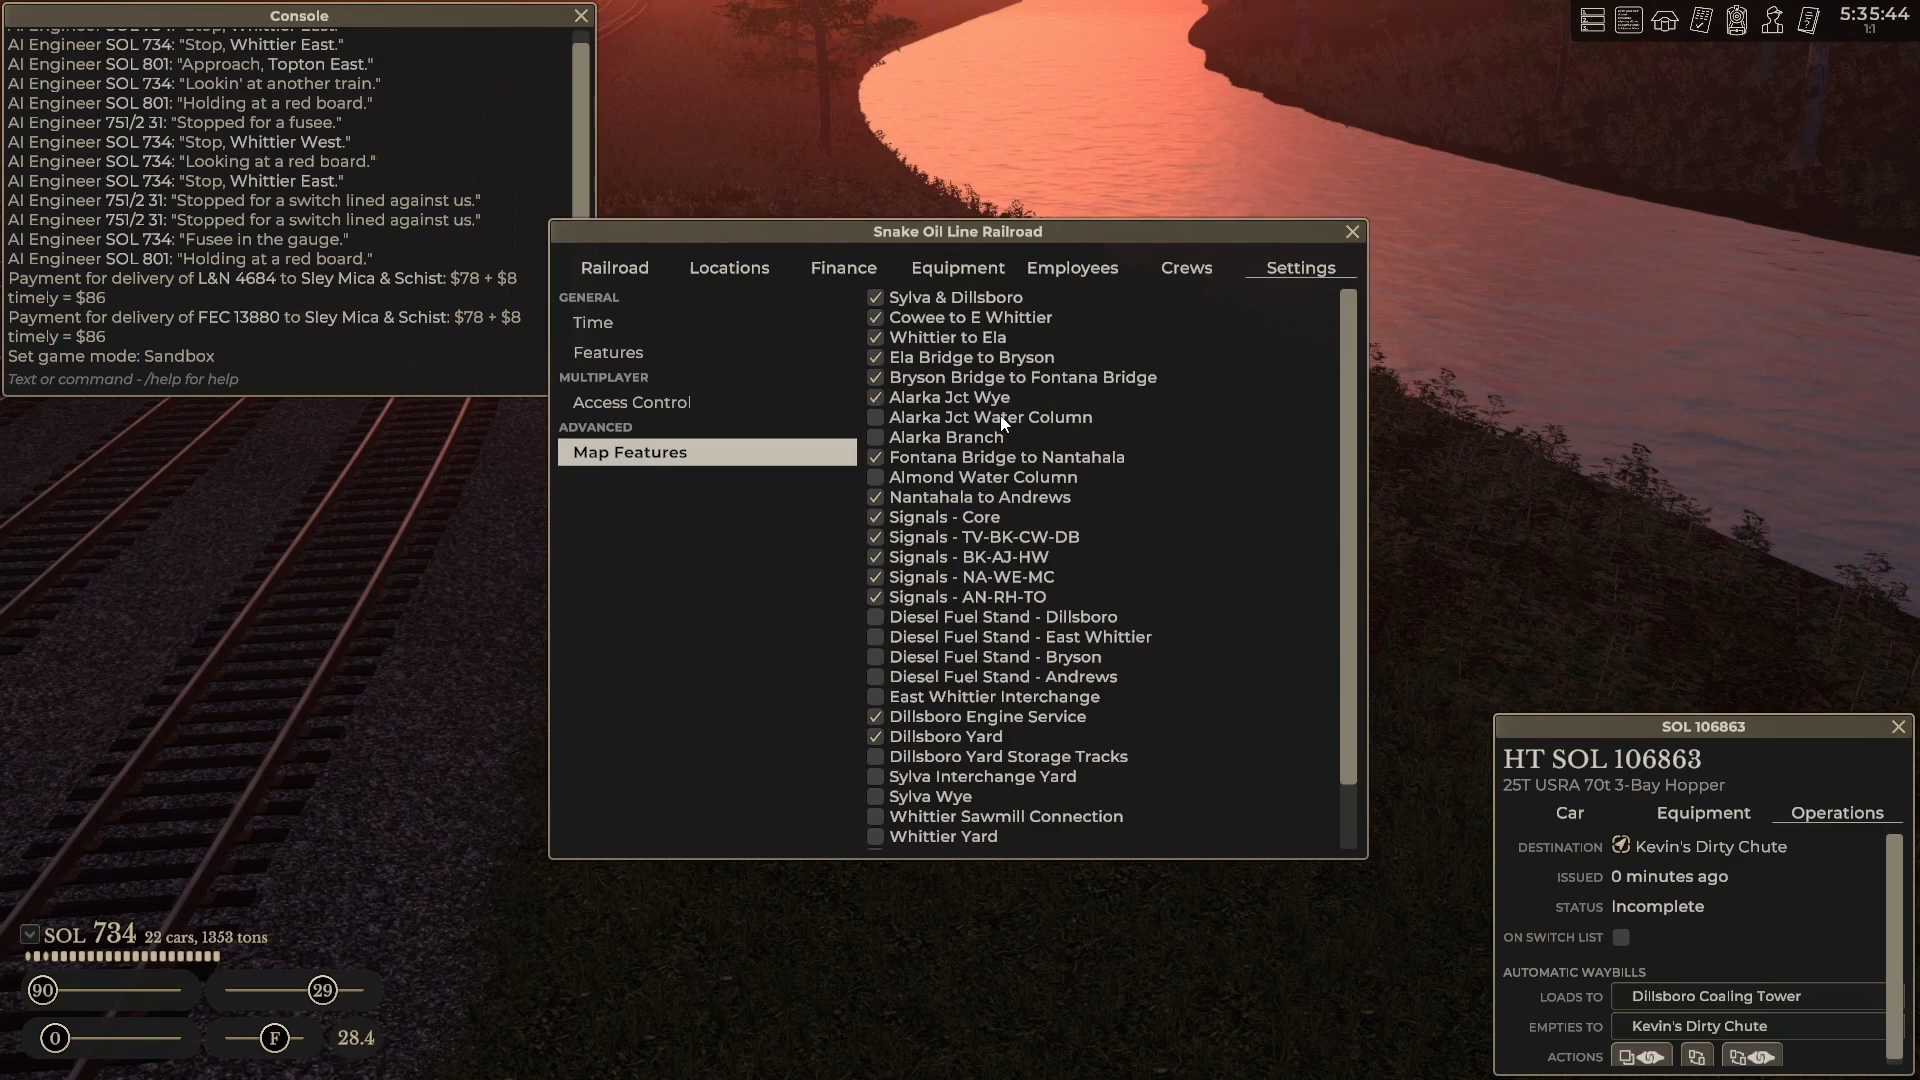 Console
AI Engineer SOL 734: "Stop, Whittier East."
AI Engineer SOL 801: "Approach, Topton East."
AI Engineer SOL 734: "Lookin' at another train."
AI Engineer SOL 801: "Holding at a red board."
AI Engineer 751/2 31: "Stopped for a fusee."
AI Engineer SOL 734: "Stop, Whittier West."
AI Engineer SOL 734: "Looking at a red board."
AI Engineer SOL 734: "Stop, Whittier East."
AI Engineer 751/2 31: "Stopped for a switch lined against us."
AI Engineer 751/2 31: "Stopped for a switch lined against us."
AI Engineer SOL 734: "Fusee in the gauge."
AI Engineer SOL 801: "Holding at a red board."
Payment for delivery of L&N 4684 to Sley Mica & Schist: $78 + $8
timely = $86
Payment for delivery of FEC 13880 to Sley Mica & Schist: $78 + $8
timely = $86
Set game mode: Sandbox
Text or command - /help for help
5:35:44
1:1
Snake Oil Line Railroad
Railroad Locations Finance Equipment Employees Crews Settings
GENERAL
Time
Features
MULTIPLAYER
Access Control
ADVANCED
Map Features
Sylva & Dillsboro
Cowee to E Whittier
Whittier to Ela
Ela Bridge to Bryson
Bryson Bridge to Fontana Bridge
Alarka Jct Wye
Alarka Jct Water Column
Alarka Branch
Fontana Bridge to Nantahala
Almond Water Column
Nantahala to Andrews
Signals - Core
Signals - TV-BK-CW-DB
Signals - BK-AJ-HW
Signals - NA-WE-MC
Signals - AN-RH-TO
Diesel Fuel Stand - Dillsboro
Diesel Fuel Stand - East Whittier
Diesel Fuel Stand - Bryson
Diesel Fuel Stand - Andrews
East Whittier Interchange
Dillsboro Engine Service
Dillsboro Yard
Dillsboro Yard Storage Tracks
Sylva Interchange Yard
Sylva Wye
Whittier Sawmill Connection
Whittier Yard
SOL 106863
HT SOL 106863
25T USRA 70t 3-Bay Hopper
Car Equipment Operations
DESTINATION Kevin's Dirty Chute
ISSUED 0 minutes ago
STATUS Incomplete
ON SWITCH LIST
AUTOMATIC WAYBILLS
LOADS TO Dillsboro Coaling Tower
EMPTIES TO Kevin's Dirty Chute
ACTIONS
SOL 734 22 cars, 1353 tons
90 29
0 F 28.4